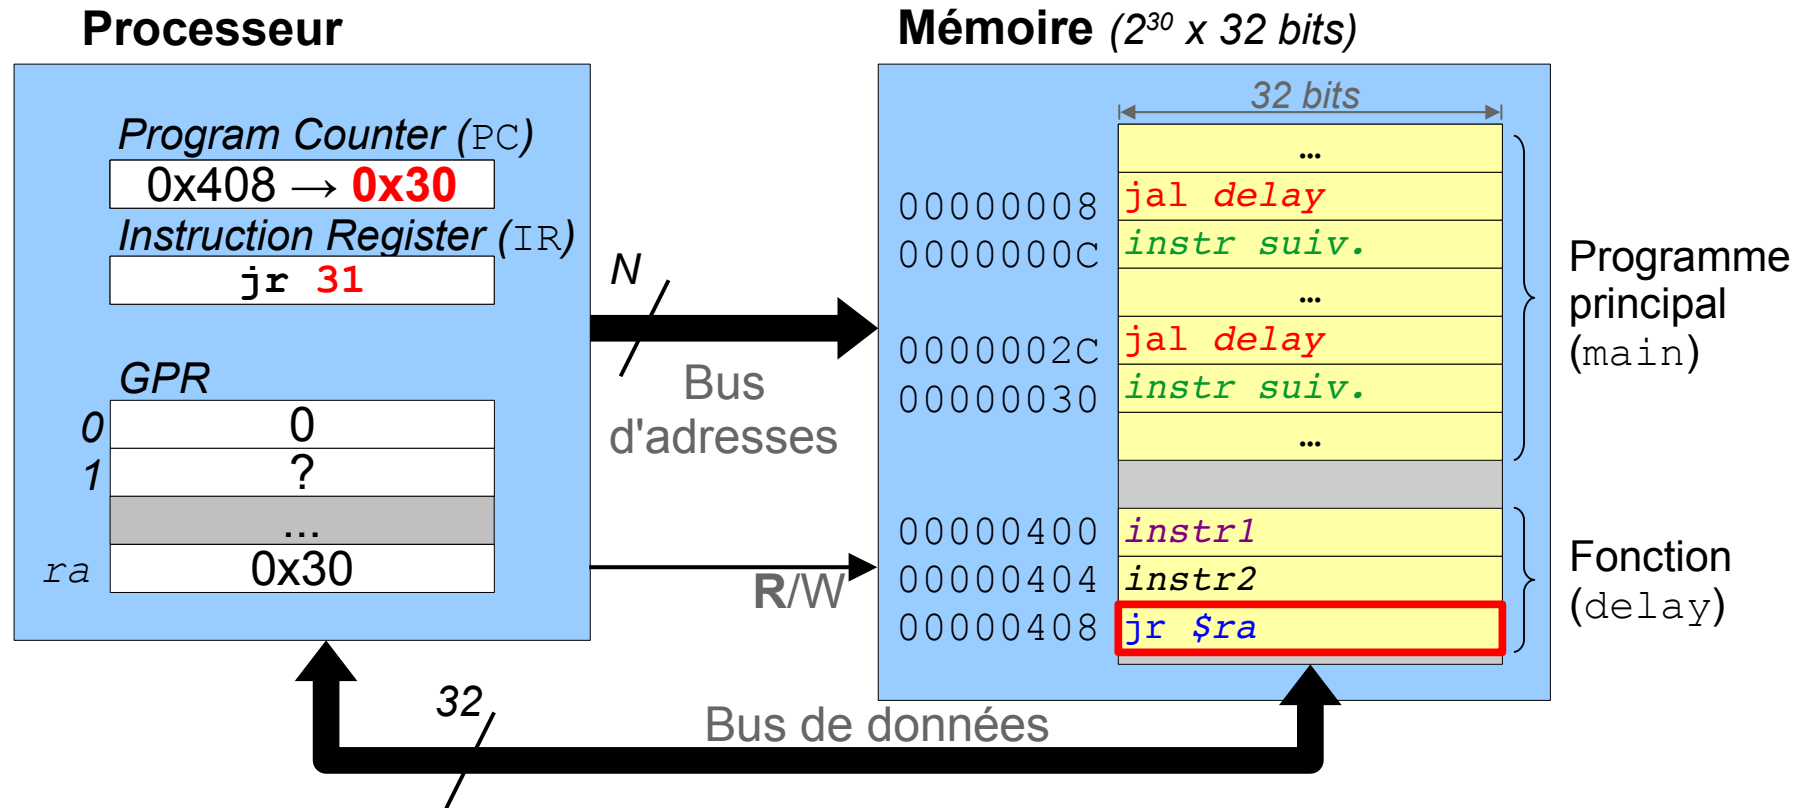 Processeur
Program Counter (PC)
0x408 → 0x30
Instruction Register (IR)
jr 31
GPR
0 0
1 ?
...
ra 0x30
N
Bus
d'adresses
R/W
32
Bus de données
Mémoire (2³⁰ x 32 bits)
32 bits
…
00000008 jal delay
0000000C instr suiv.
…
0000002C jal delay
00000030 instr suiv.
…
00000400 instr1
00000404 instr2
00000408 jr $ra
Programme
principal
(main)
Fonction
(delay)